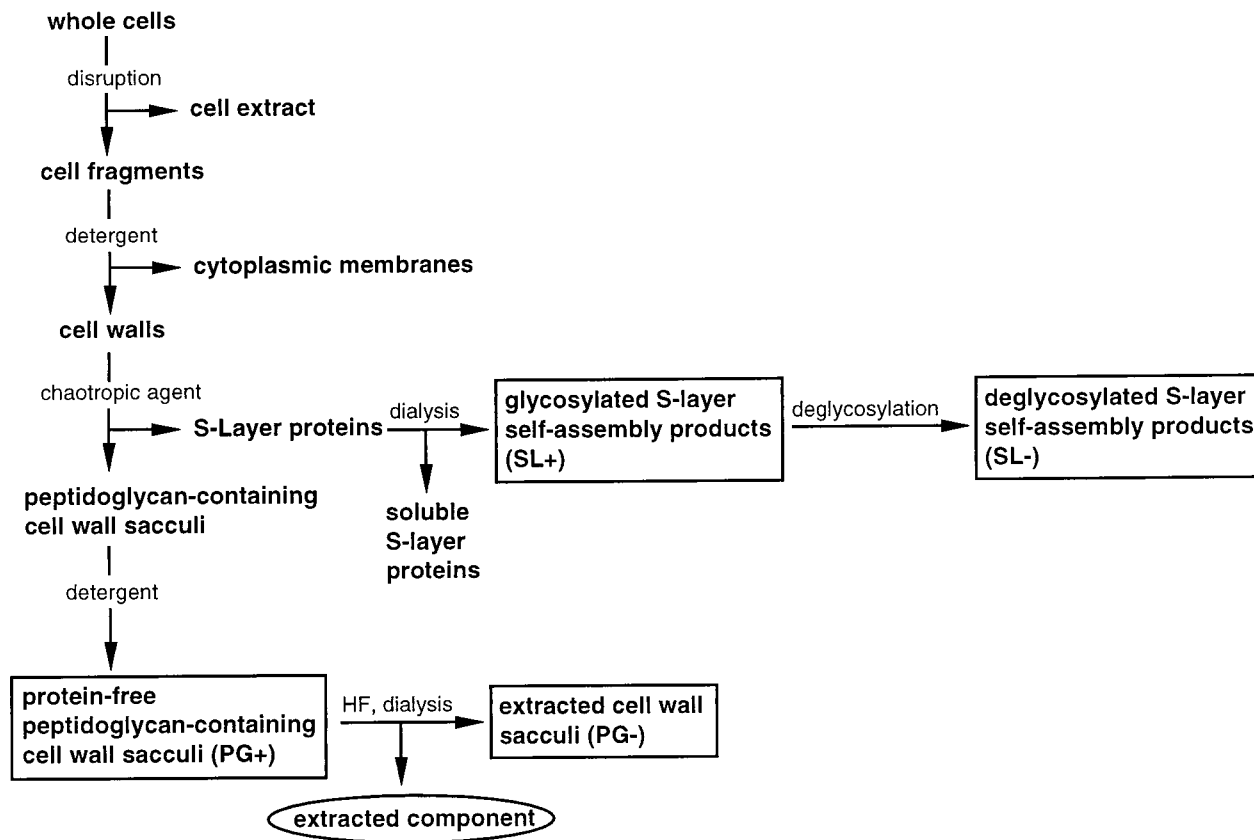 whole cells
disruption
cell extract
cell fragments
detergent
cytoplasmic membranes
cell walls
chaotropic agent
S-Layer proteins
dialysis
glycosylated S-layer
self-assembly products
(SL+)
deglycosylation
deglycosylated S-layer
self-assembly products
(SL-)
peptidoglycan-containing
cell wall sacculi
soluble
S-layer
proteins
detergent
protein-free
peptidoglycan-containing
cell wall sacculi (PG+)
HF, dialysis
extracted cell wall
sacculi (PG-)
extracted component